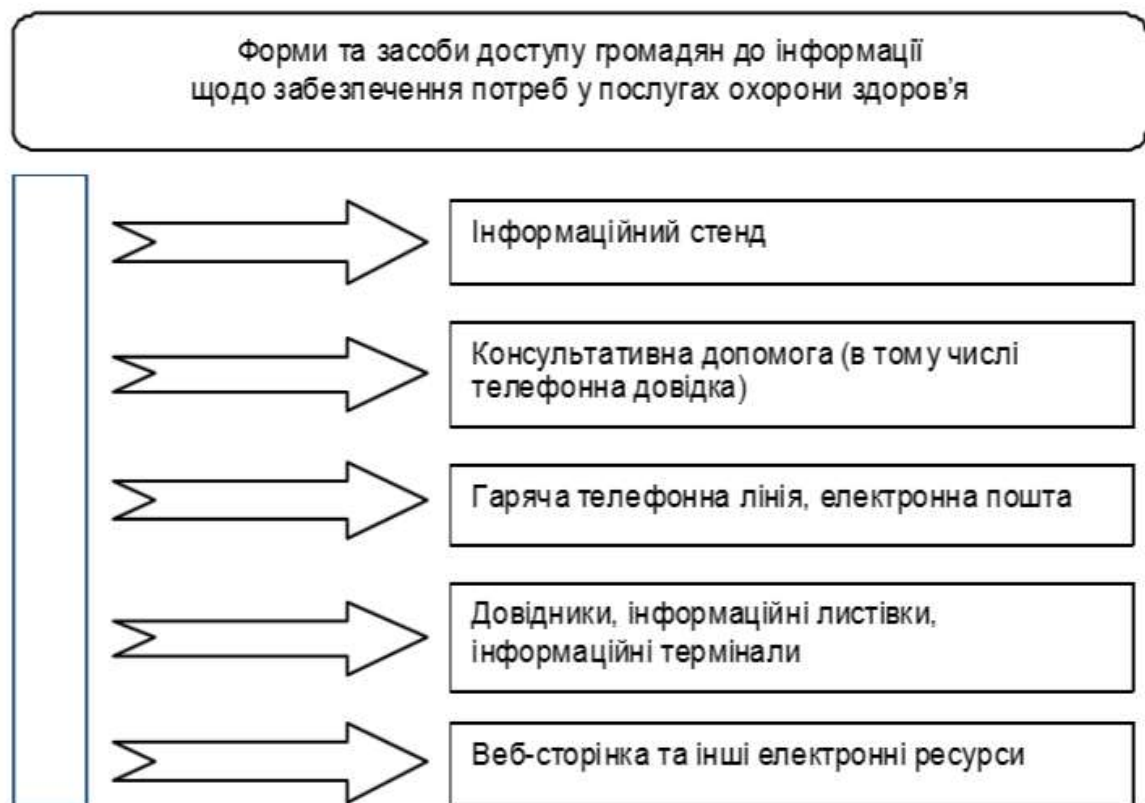 Форми та засоби доступу громадян до інформації
щодо забезпечення потреб у послугах охорони здоров'я
Інформаційний стенд
Консультативна допомога (в тому числі
телефонна довідка)
Гаряча телефонна лінія, електронна пошта
Довідники, інформаційні листівки,
інформаційні термінали
Веб-сторінка та інші електронні ресурси